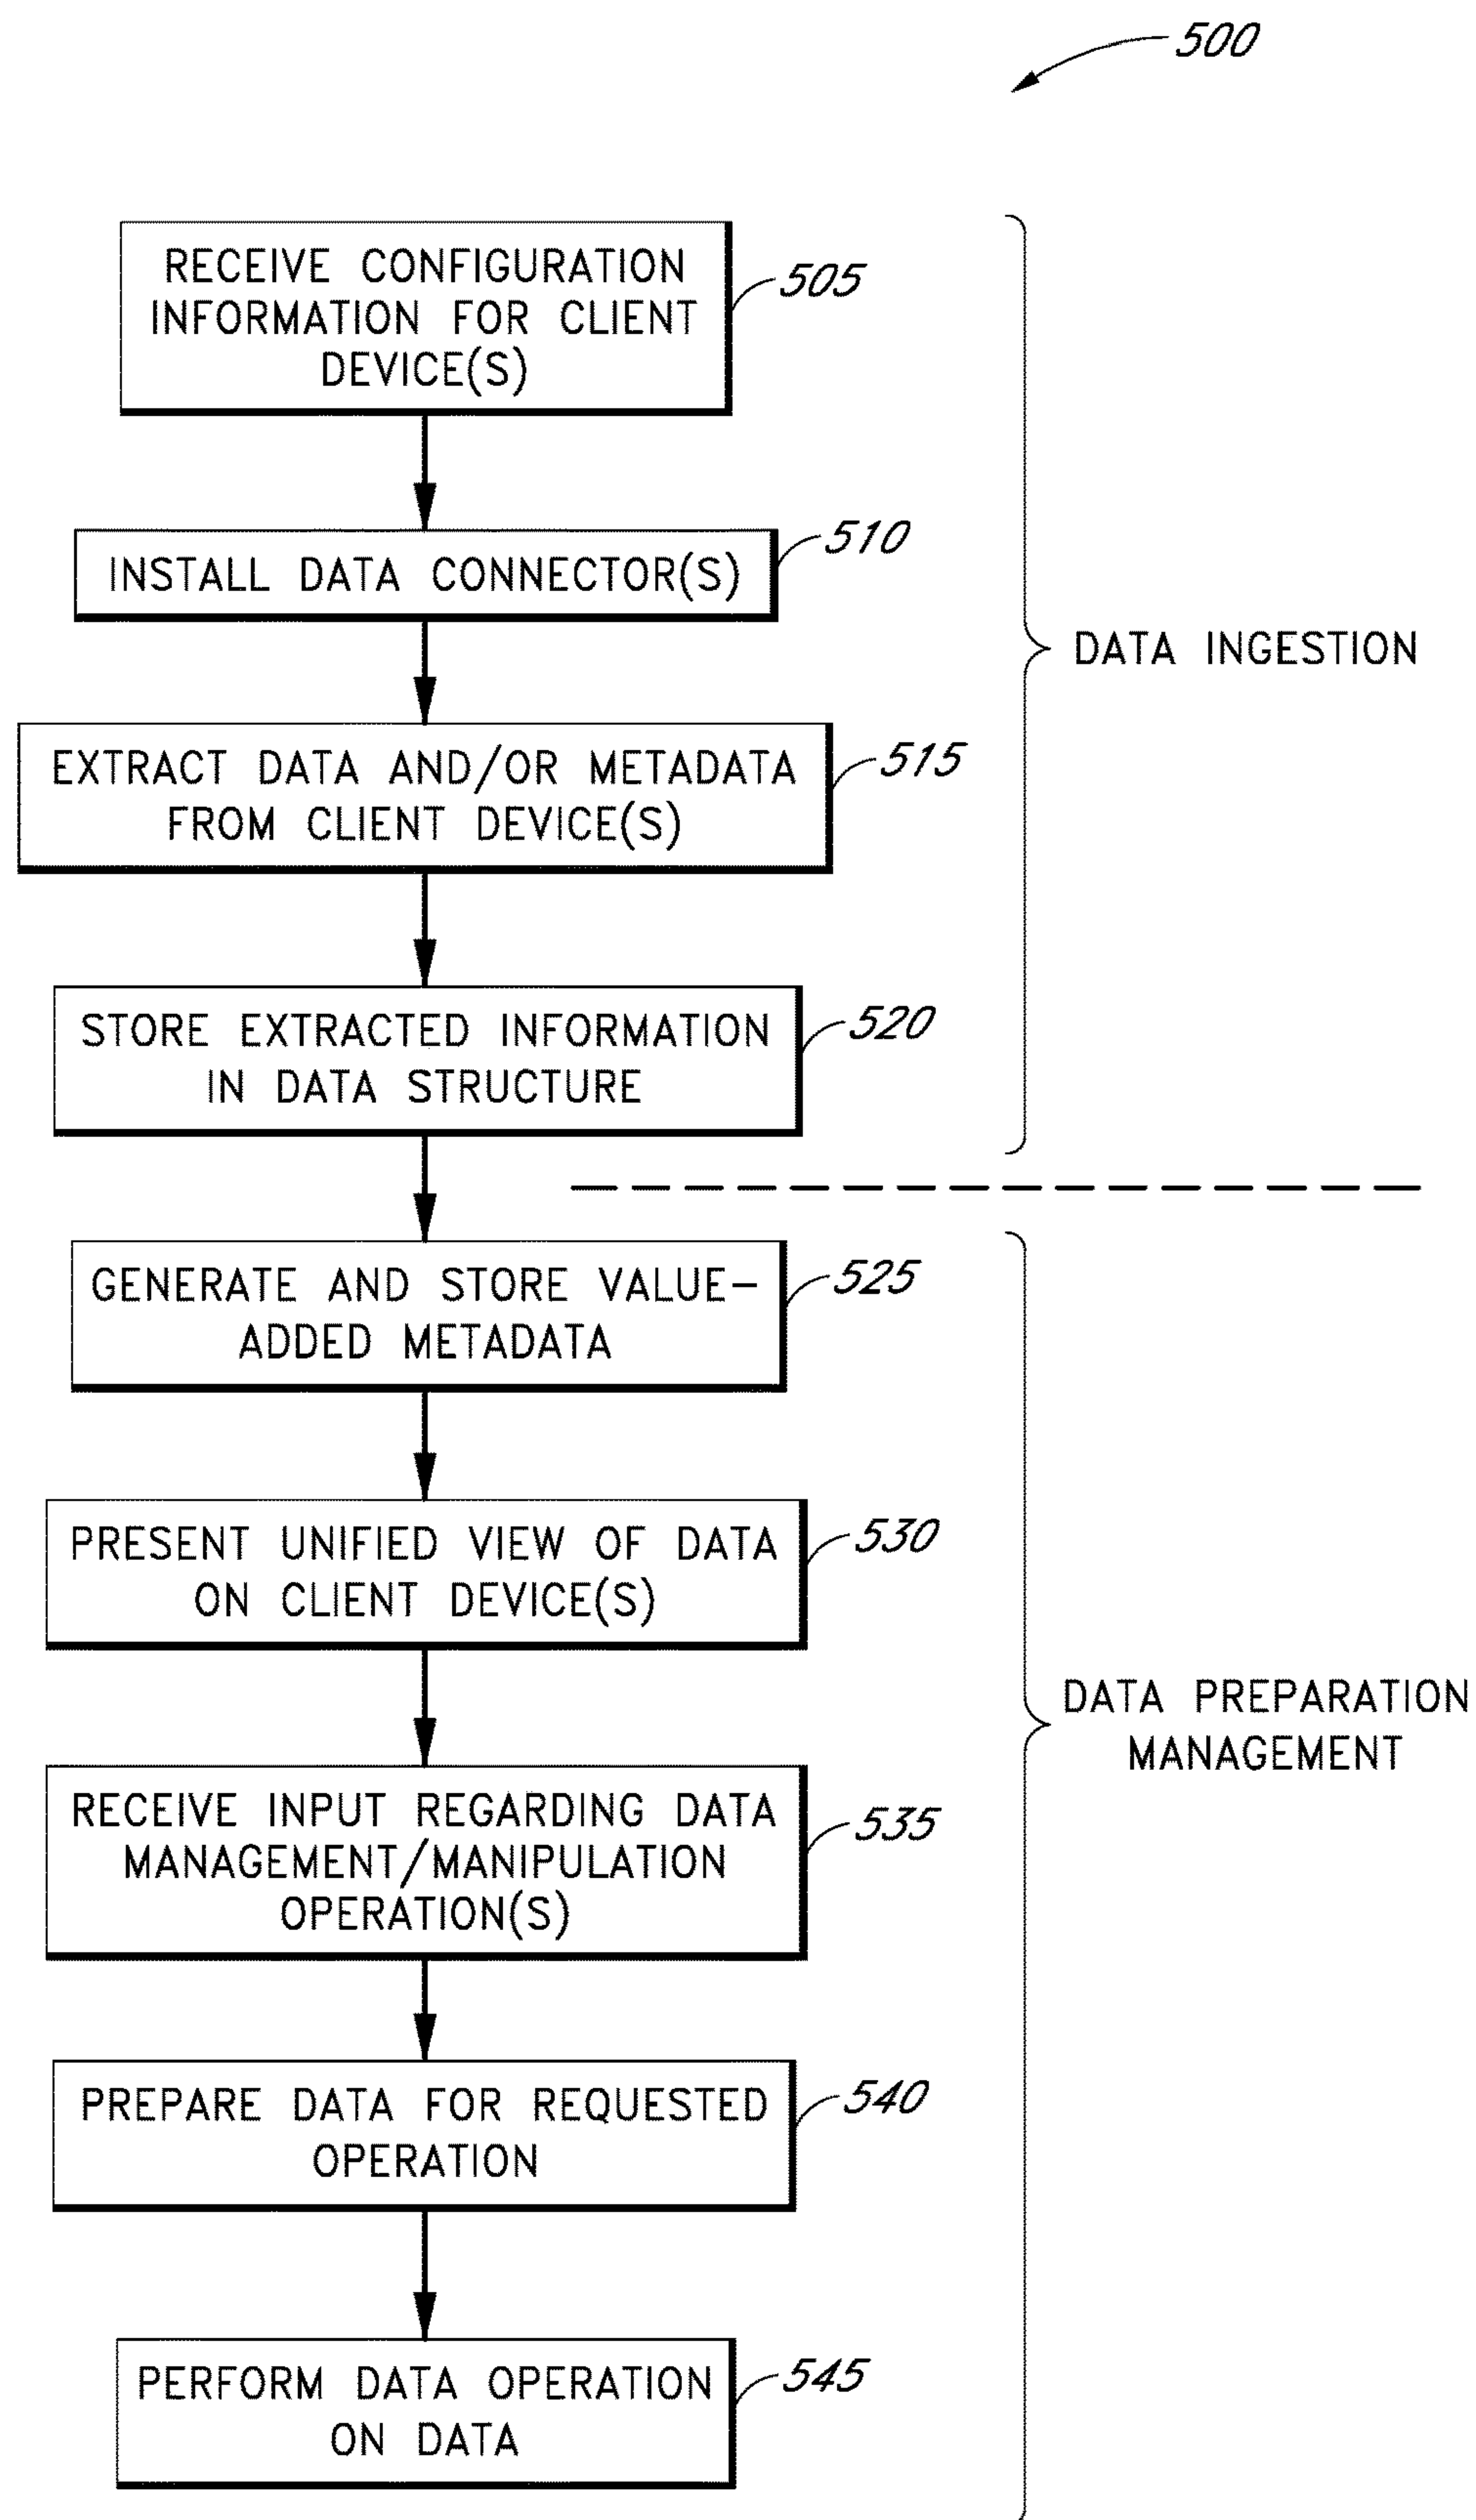 500
RECEIVE CONFIGURATION
INFORMATION FOR CLIENT
DEVICE(S)
505
INSTALL DATA CONNECTOR(S)
510
DATA INGESTION
EXTRACT DATA AND/OR METADATA
FROM CLIENT DEVICE(S)
515
STORE EXTRACTED INFORMATION
IN DATA STRUCTURE
520
GENERATE AND STORE VALUE-
ADDED METADATA
525
PRESENT UNIFIED VIEW OF DATA
ON CLIENT DEVICE(S)
530
DATA PREPARATION
MANAGEMENT
RECEIVE INPUT REGARDING DATA
MANAGEMENT/MANIPULATION
OPERATION(S)
535
PREPARE DATA FOR REQUESTED
OPERATION
540
PERFORM DATA OPERATION
ON DATA
545